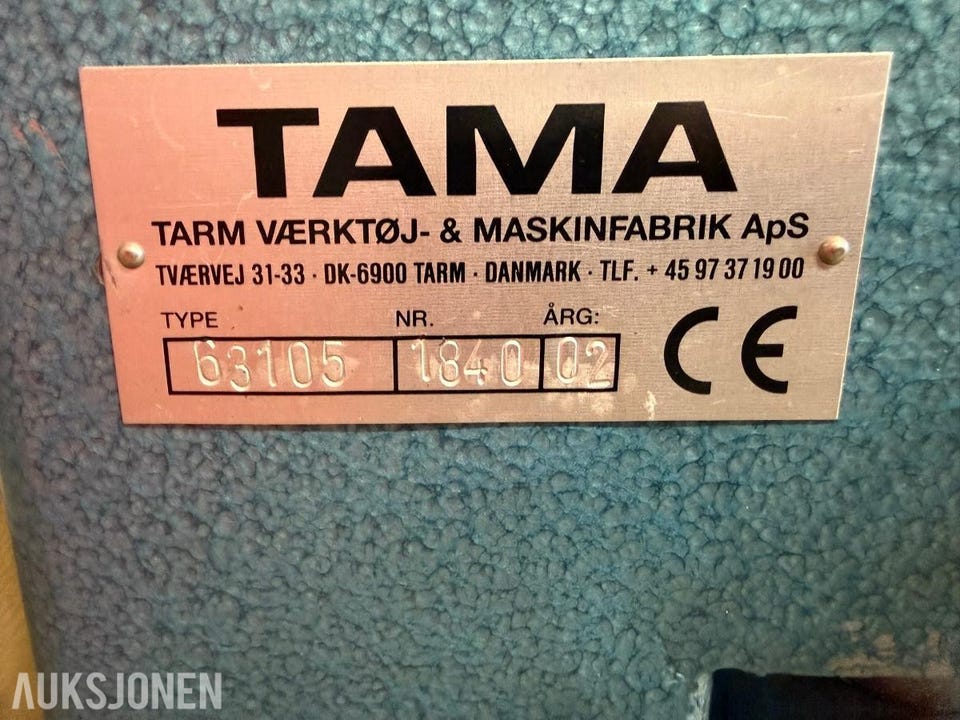 TAMA
TARM VÆRKTØJ- & MASKINFABRIK ApS
TVÆRVEJ 31-33 · DK-6900 TARM · DANMARK · TLF. + 45 97 37 19 00
TYPE NR. ÅRG:
63105 1840 02 CE
AUKSJONEN